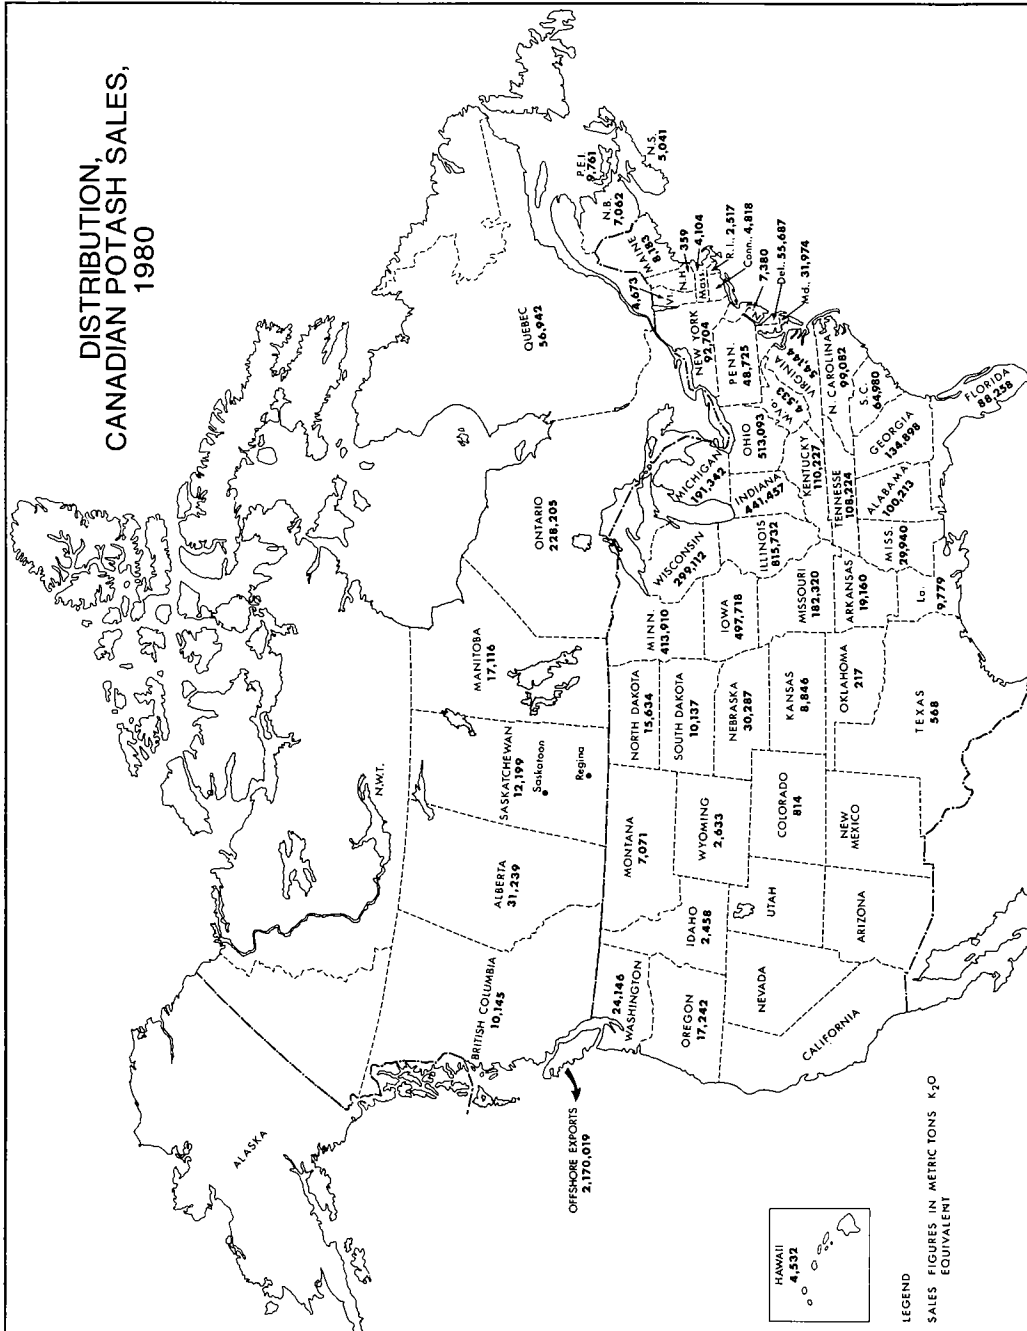 DISTRIBUTION,
CANADIAN POTASH SALES,
1980
ALASKA
N.W.T.
BRITISH COLUMBIA
10,145
ALBERTA
31,239
SASKATCHEWAN
12,199
Saskatoon
Regina
MANITOBA
17,116
ONTARIO
228,205
QUEBEC
56,942
N.B.
7,062
P.E.I.
9,761
N.S.
5,041
OFFSHORE EXPORTS
2,170,019
24,146
WASHINGTON
OREGON
17,242
CALIFORNIA
NEVADA
IDAHO
2,458
MONTANA
7,071
WYOMING
2,633
UTAH
ARIZONA
COLORADO
814
NEW
MEXICO
NORTH DAKOTA
15,634
SOUTH DAKOTA
10,137
NEBRASKA
30,287
KANSAS
8,846
OKLAHOMA
217
TEXAS
568
MINN.
413,910
IOWA
497,718
MISSOURI
182,320
ARKANSAS
19,160
La.
9,779
WISCONSIN
299,112
ILLINOIS
815,732
MICHIGAN
191,342
INDIANA
441,457
OHIO
513,093
KENTUCKY
110,227
TENNESSE
108,224
MISS.
29,940
ALABAMA
100,213
GEORGIA
134,898
FLORIDA
88,258
S.C.
64,980
N. CAROLINA
99,082
VIRGINIA
34,144
W.Va.
4,533
PENN.
48,725
NEW YORK
92,704
Vt.
4,673
N.H. 359
MAINE
8,183
Mass. 4,104
R.I., 2,517
Conn., 4,818
7,380
Del. 55,687
Md., 31,974
HAWAII
4,532
LEGEND
SALES FIGURES IN METRIC TONS K₂O
EQUIVALENT